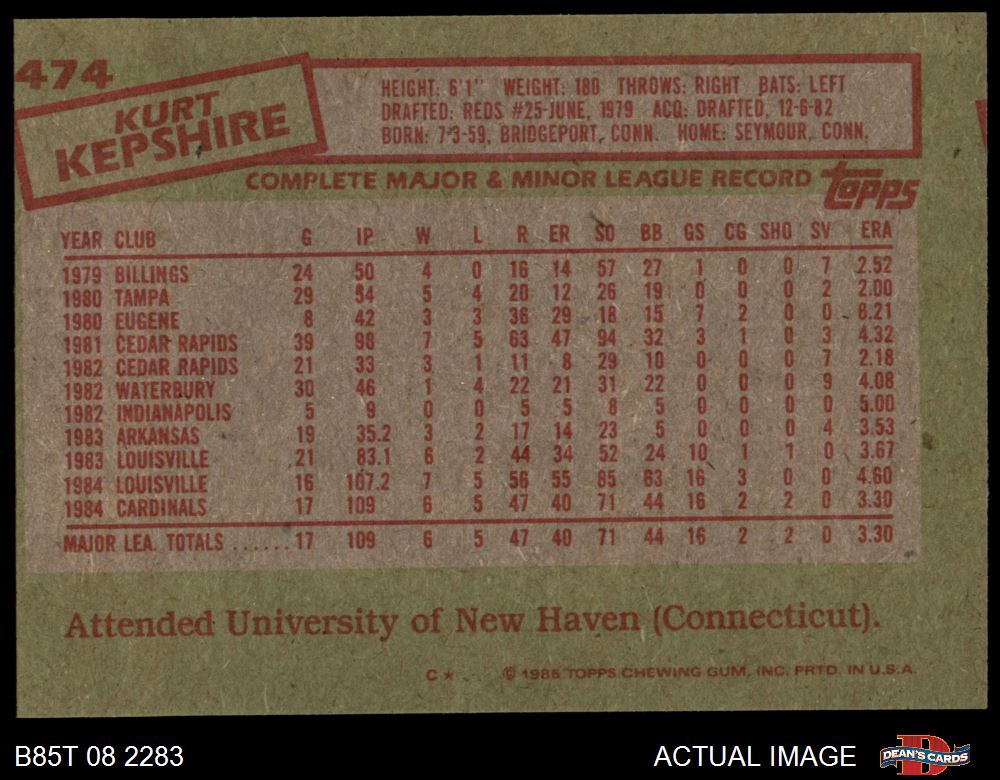 474
KURT
KEPSHIRE
HEIGHT: 6'1" WEIGHT: 180 THROWS: RIGHT BATS: LEFT
DRAFTED: REDS #25-JUNE, 1979 ACQ: DRAFTED, 12-6-82
BORN: 7-3-59, BRIDGEPORT, CONN. HOME: SEYMOUR, CONN.
COMPLETE MAJOR & MINOR LEAGUE RECORD topps
YEAR CLUB G IP W L R ER SO BB GS CG SHO SV ERA
1979 BILLINGS 24 50 4 0 16 14 57 27 1 0 0 7 2.52
1980 TAMPA 29 54 5 4 20 12 26 19 0 0 0 2 2.00
1980 EUGENE 8 42 3 3 36 29 18 15 7 2 0 0 6.21
1981 CEDAR RAPIDS 39 98 7 5 63 47 94 32 3 1 0 3 4.32
1982 CEDAR RAPIDS 21 33 3 1 11 8 29 10 0 0 0 7 2.18
1982 WATERBURY 30 46 1 4 22 21 31 22 0 0 0 9 4.08
1982 INDIANAPOLIS 5 9 0 0 5 5 8 5 0 0 0 0 5.00
1983 ARKANSAS 19 35.2 3 2 17 14 23 5 0 0 0 4 3.53
1983 LOUISVILLE 21 83.1 6 2 44 34 52 24 10 1 1 0 3.67
1984 LOUISVILLE 16 107.2 7 5 56 55 85 63 16 3 0 0 4.60
1984 CARDINALS 17 109 6 5 47 40 71 44 16 2 2 0 3.30
MAJOR LEA. TOTALS ......17 109 6 5 47 40 71 44 16 2 2 0 3.30
Attended University of New Haven (Connecticut).
C* © 1985 TOPPS CHEWING GUM, INC. PRTD. IN U.S.A.
B85T 08 2283 ACTUAL IMAGE DEAN'S CARDS